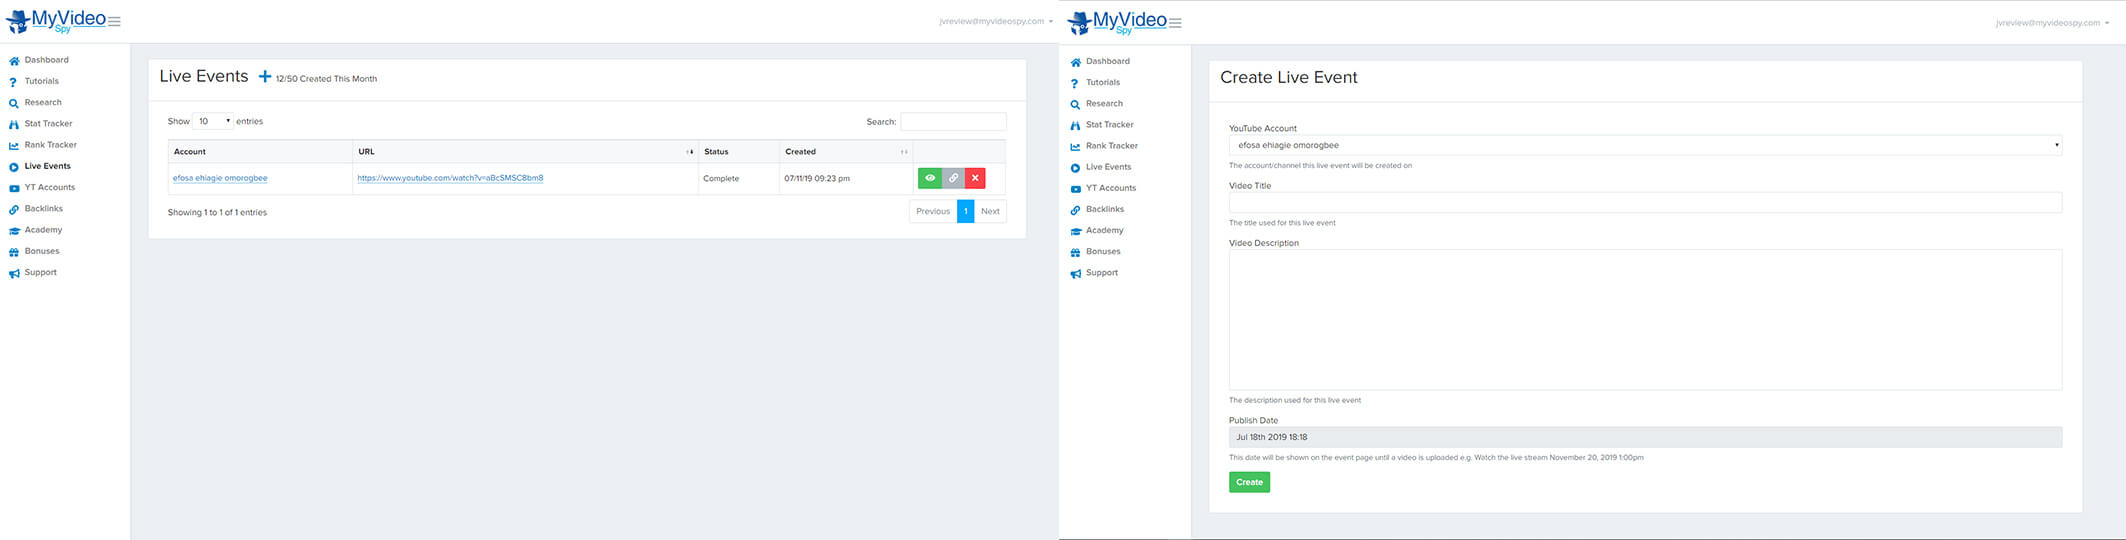 MyVideo
Spy
jvreview@myvideospy.com
Dashboard
Tutorials
Research
Stat Tracker
Rank Tracker
Live Events
YT Accounts
Backlinks
Academy
Bonuses
Support
Live Events 12/50 Created This Month
Show 10 entries
Search:
Account URL Status Created
efosa ehiagie omorogbee https://www.youtube.com/watch?v=aBcSMSC8bm8 Complete 07/11/19 09:23 pm
Showing 1 to 1 of 1 entries
Previous 1 Next
MyVideo
Spy
jvreview@myvideospy.com
Dashboard
Tutorials
Research
Stat Tracker
Rank Tracker
Live Events
YT Accounts
Backlinks
Academy
Bonuses
Support
Create Live Event
YouTube Account
efosa ehiagie omorogbee
The account/channel this live event will be created on
Video Title
The title used for this live event
Video Description
The description used for this live event
Publish Date
Jul 18th 2019 18:18
This date will be shown on the event page until a video is uploaded e.g. Watch the live stream November 20, 2019 1:00pm
Create